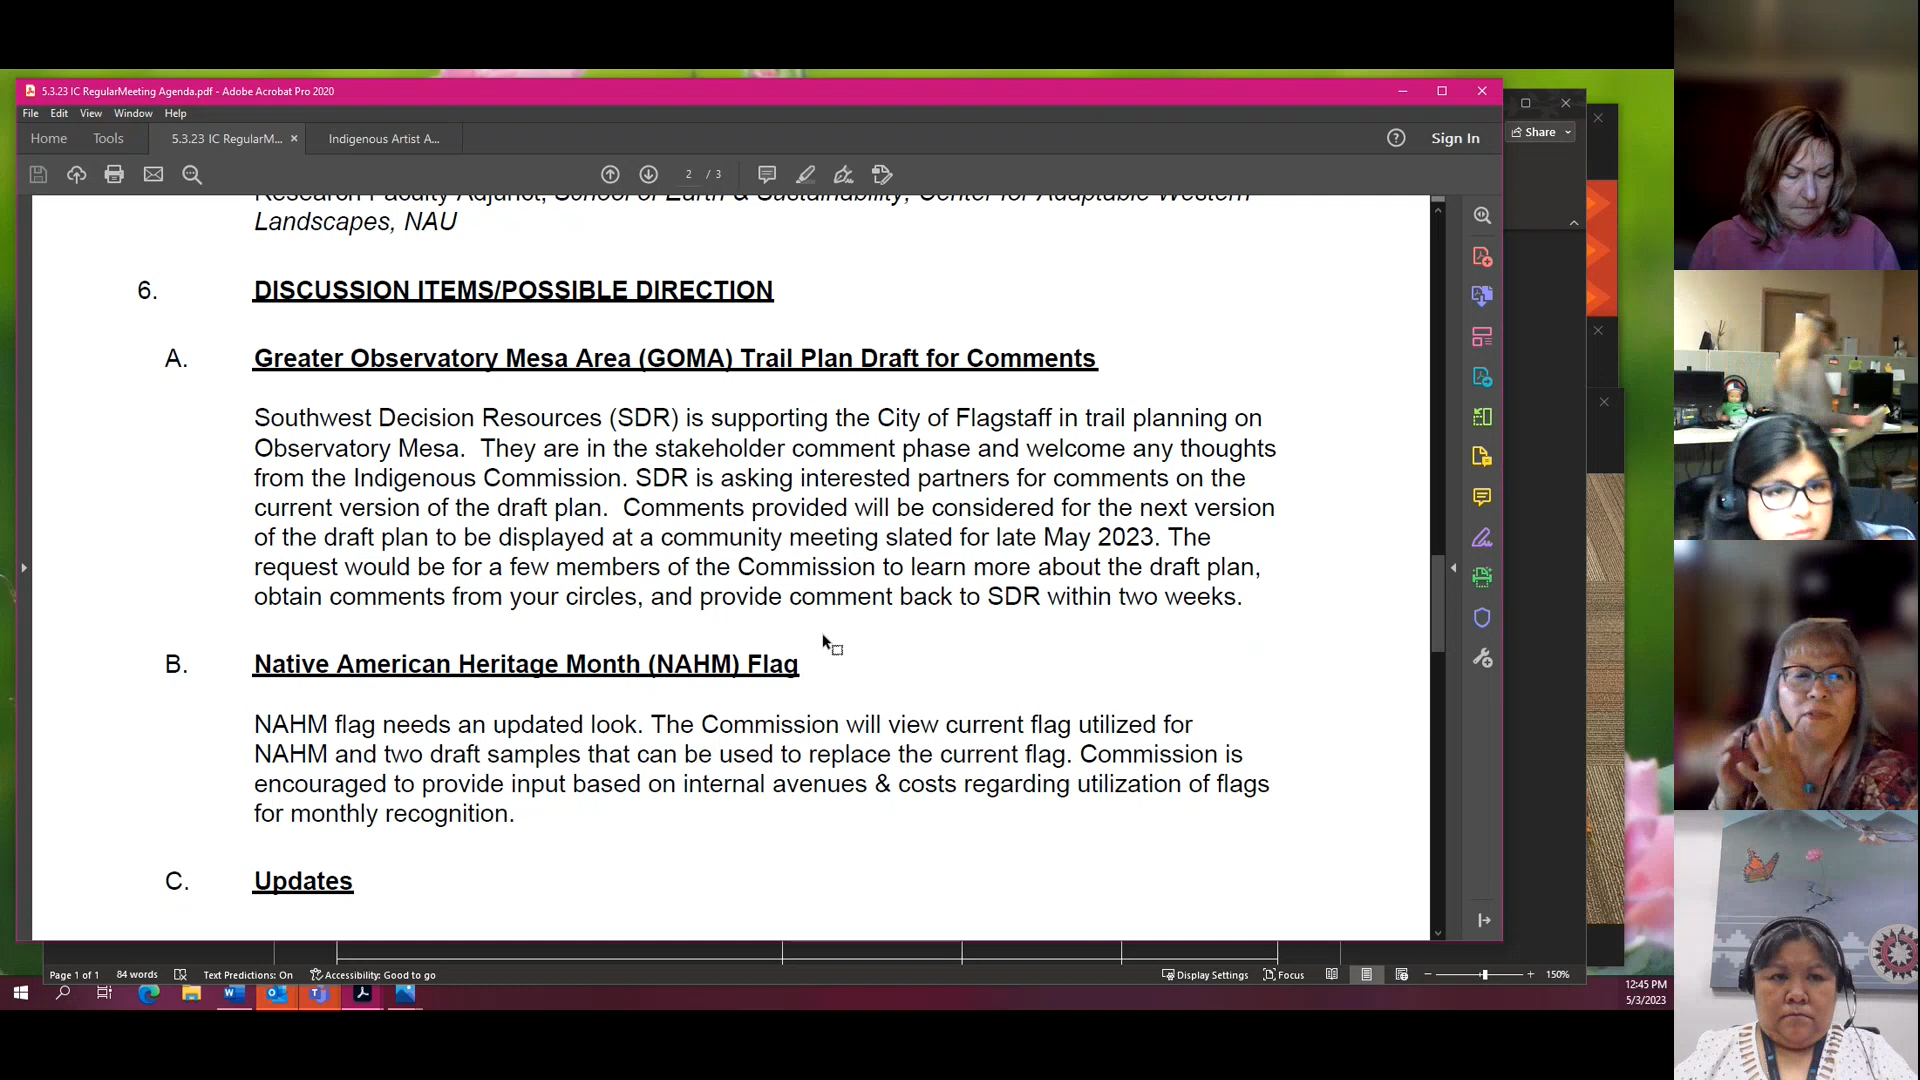 5.3.23 IC RegularMeeting Agenda.pdf - Adobe Acrobat Pro 2020
File Edit View Window Help
Home Tools 5.3.23 IC RegularM... Indigenous Artist A... Sign In
Share
2 / 3
Research Faculty Adjunct, School of Earth & Sustainability, Center for Adaptable Western
Landscapes, NAU
6. DISCUSSION ITEMS/POSSIBLE DIRECTION
A. Greater Observatory Mesa Area (GOMA) Trail Plan Draft for Comments
Southwest Decision Resources (SDR) is supporting the City of Flagstaff in trail planning on
Observatory Mesa.  They are in the stakeholder comment phase and welcome any thoughts
from the Indigenous Commission. SDR is asking interested partners for comments on the
current version of the draft plan.  Comments provided will be considered for the next version
of the draft plan to be displayed at a community meeting slated for late May 2023. The
request would be for a few members of the Commission to learn more about the draft plan,
obtain comments from your circles, and provide comment back to SDR within two weeks.
B. Native American Heritage Month (NAHM) Flag
NAHM flag needs an updated look. The Commission will view current flag utilized for
NAHM and two draft samples that can be used to replace the current flag. Commission is
encouraged to provide input based on internal avenues & costs regarding utilization of flags
for monthly recognition.
C. Updates
Page 1 of 1 84 words Text Predictions: On Accessibility: Good to go Display Settings Focus 150%
12:45 PM
5/3/2023